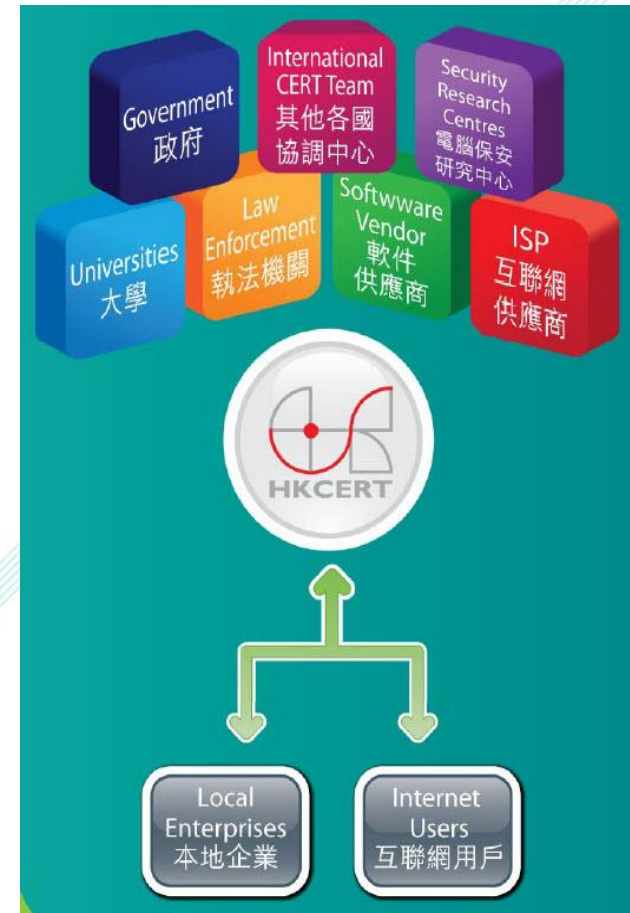 Government
政府
International
CERT Team
其他各國
協調中心
Security
Research
Centres
電腦保安
研究中心
Universities
大學
Law
Enforcement
執法機關
Softwware
Vendor
軟件
供應商
ISP
互聯網
供應商
HKCERT
Local
Enterprises
本地企業
Internet
Users
互聯網用戶